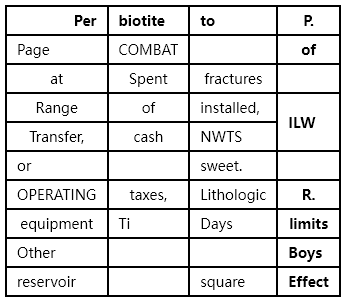 Per biotite to P.
Page COMBAT of
at Spent fractures
Range of installed, ILW
Transfer, cash NWTS
or sweet.
OPERATING taxes, Lithologic R.
equipment Ti Days limits
Other Boys
reservoir square Effect